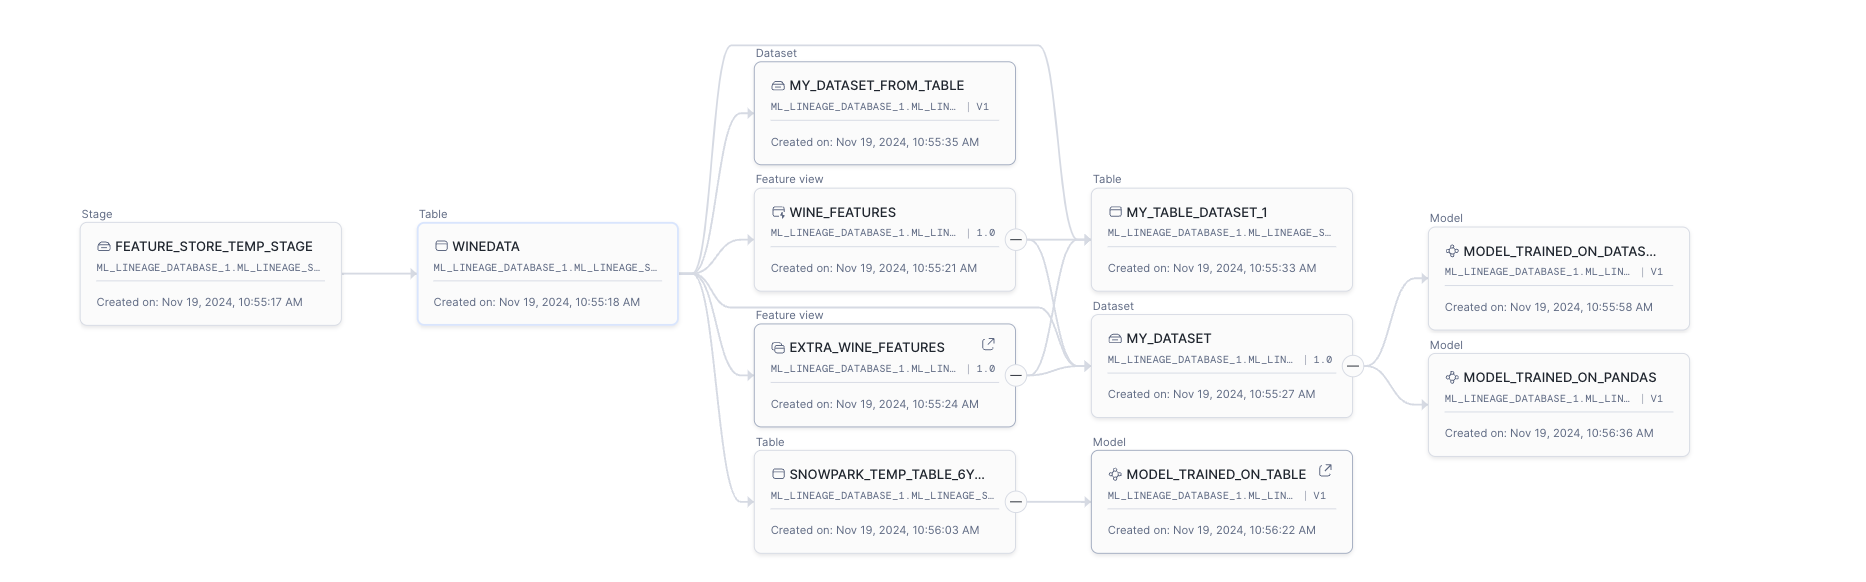 Stage
FEATURE_STORE_TEMP_STAGE
ML_LINEAGE_DATABASE_1.ML_LINEAGE_S…
Created on: Nov 19, 2024, 10:55:17 AM
Table
WINEDATA
ML_LINEAGE_DATABASE_1.ML_LINEAGE_S…
Created on: Nov 19, 2024, 10:55:18 AM
Dataset
MY_DATASET_FROM_TABLE
ML_LINEAGE_DATABASE_1.ML_LIN… | V1
Created on: Nov 19, 2024, 10:55:35 AM
Feature view
WINE_FEATURES
ML_LINEAGE_DATABASE_1.ML_LIN… | 1.0
Created on: Nov 19, 2024, 10:55:21 AM
Feature view
EXTRA_WINE_FEATURES
ML_LINEAGE_DATABASE_1.ML_LIN… | 1.0
Created on: Nov 19, 2024, 10:55:24 AM
Table
SNOWPARK_TEMP_TABLE_6Y…
ML_LINEAGE_DATABASE_1.ML_LINEAGE_S…
Created on: Nov 19, 2024, 10:56:03 AM
Table
MY_TABLE_DATASET_1
ML_LINEAGE_DATABASE_1.ML_LINEAGE_S…
Created on: Nov 19, 2024, 10:55:33 AM
Dataset
MY_DATASET
ML_LINEAGE_DATABASE_1.ML_LIN… | 1.0
Created on: Nov 19, 2024, 10:55:27 AM
Model
MODEL_TRAINED_ON_TABLE
ML_LINEAGE_DATABASE_1.ML_LIN… | V1
Created on: Nov 19, 2024, 10:56:22 AM
Model
MODEL_TRAINED_ON_DATAS…
ML_LINEAGE_DATABASE_1.ML_LIN… | V1
Created on: Nov 19, 2024, 10:55:58 AM
Model
MODEL_TRAINED_ON_PANDAS
ML_LINEAGE_DATABASE_1.ML_LIN… | V1
Created on: Nov 19, 2024, 10:56:36 AM